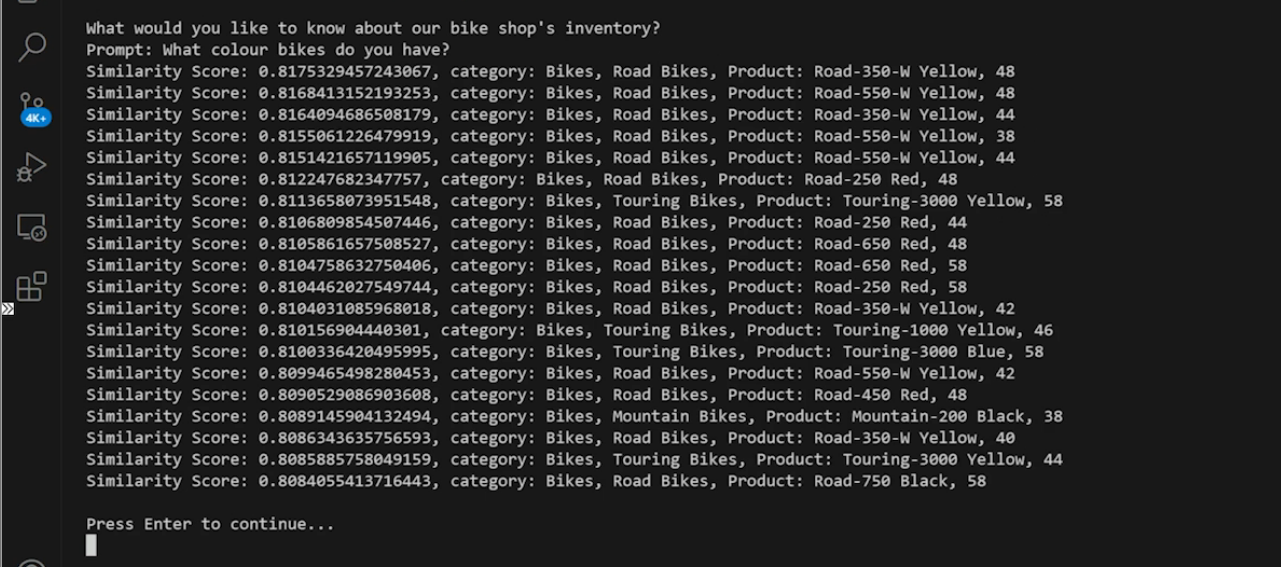 What would you like to know about our bike shop's inventory?
Prompt: What colour bikes do you have?
Similarity Score: 0.8175329457243067, category: Bikes, Road Bikes, Product: Road-350-W Yellow, 48
Similarity Score: 0.8168413152193253, category: Bikes, Road Bikes, Product: Road-550-W Yellow, 48
Similarity Score: 0.8164094686508179, category: Bikes, Road Bikes, Product: Road-350-W Yellow, 44
Similarity Score: 0.8155061226479919, category: Bikes, Road Bikes, Product: Road-550-W Yellow, 38
Similarity Score: 0.8151421657119905, category: Bikes, Road Bikes, Product: Road-550-W Yellow, 44
Similarity Score: 0.812247682347757, category: Bikes, Road Bikes, Product: Road-250 Red, 48
4K+
Similarity Score: 0.8113658073951548, category: Bikes, Touring Bikes, Product: Touring-3000 Yellow, 58
Similarity Score: 0.8106809854507446, category: Bikes, Road Bikes, Product: Road-250 Red, 44
Similarity Score: 0.8105861657508527, category: Bikes, Road Bikes, Product: Road-650 Red, 48
Similarity Score: 0.8104758632750406, category: Bikes, Road Bikes, Product: Road-650 Red, 58
Similarity Score: 0.8104462027549744, category: Bikes, Road Bikes, Product: Road-250 Red, 58
Similarity Score: 0.8104031085968018, category: Bikes, Road Bikes, Product: Road-350-W Yellow, 42
Similarity Score: 0.810156904440301, category: Bikes, Touring Bikes, Product: Touring-1000 Yellow, 46
Similarity Score: 0.8100336420495995, category: Bikes, Touring Bikes, Product: Touring-3000 Blue, 58
Similarity Score: 0.8099465498280453, category: Bikes, Road Bikes, Product: Road-550-W Yellow, 42
Similarity Score: 0.8090529086903608, category: Bikes, Road Bikes, Product: Road-450 Red, 48
Similarity Score: 0.8089145904132494, category: Bikes, Mountain Bikes, Product: Mountain-200 Black, 38
Similarity Score: 0.8086343635756593, category: Bikes, Road Bikes, Product: Road-350-W Yellow, 40
Similarity Score: 0.8085885758049159, category: Bikes, Touring Bikes, Product: Touring-3000 Yellow, 44
Similarity Score: 0.8084055413716443, category: Bikes, Road Bikes, Product: Road-750 Black, 58
Press Enter to continue...